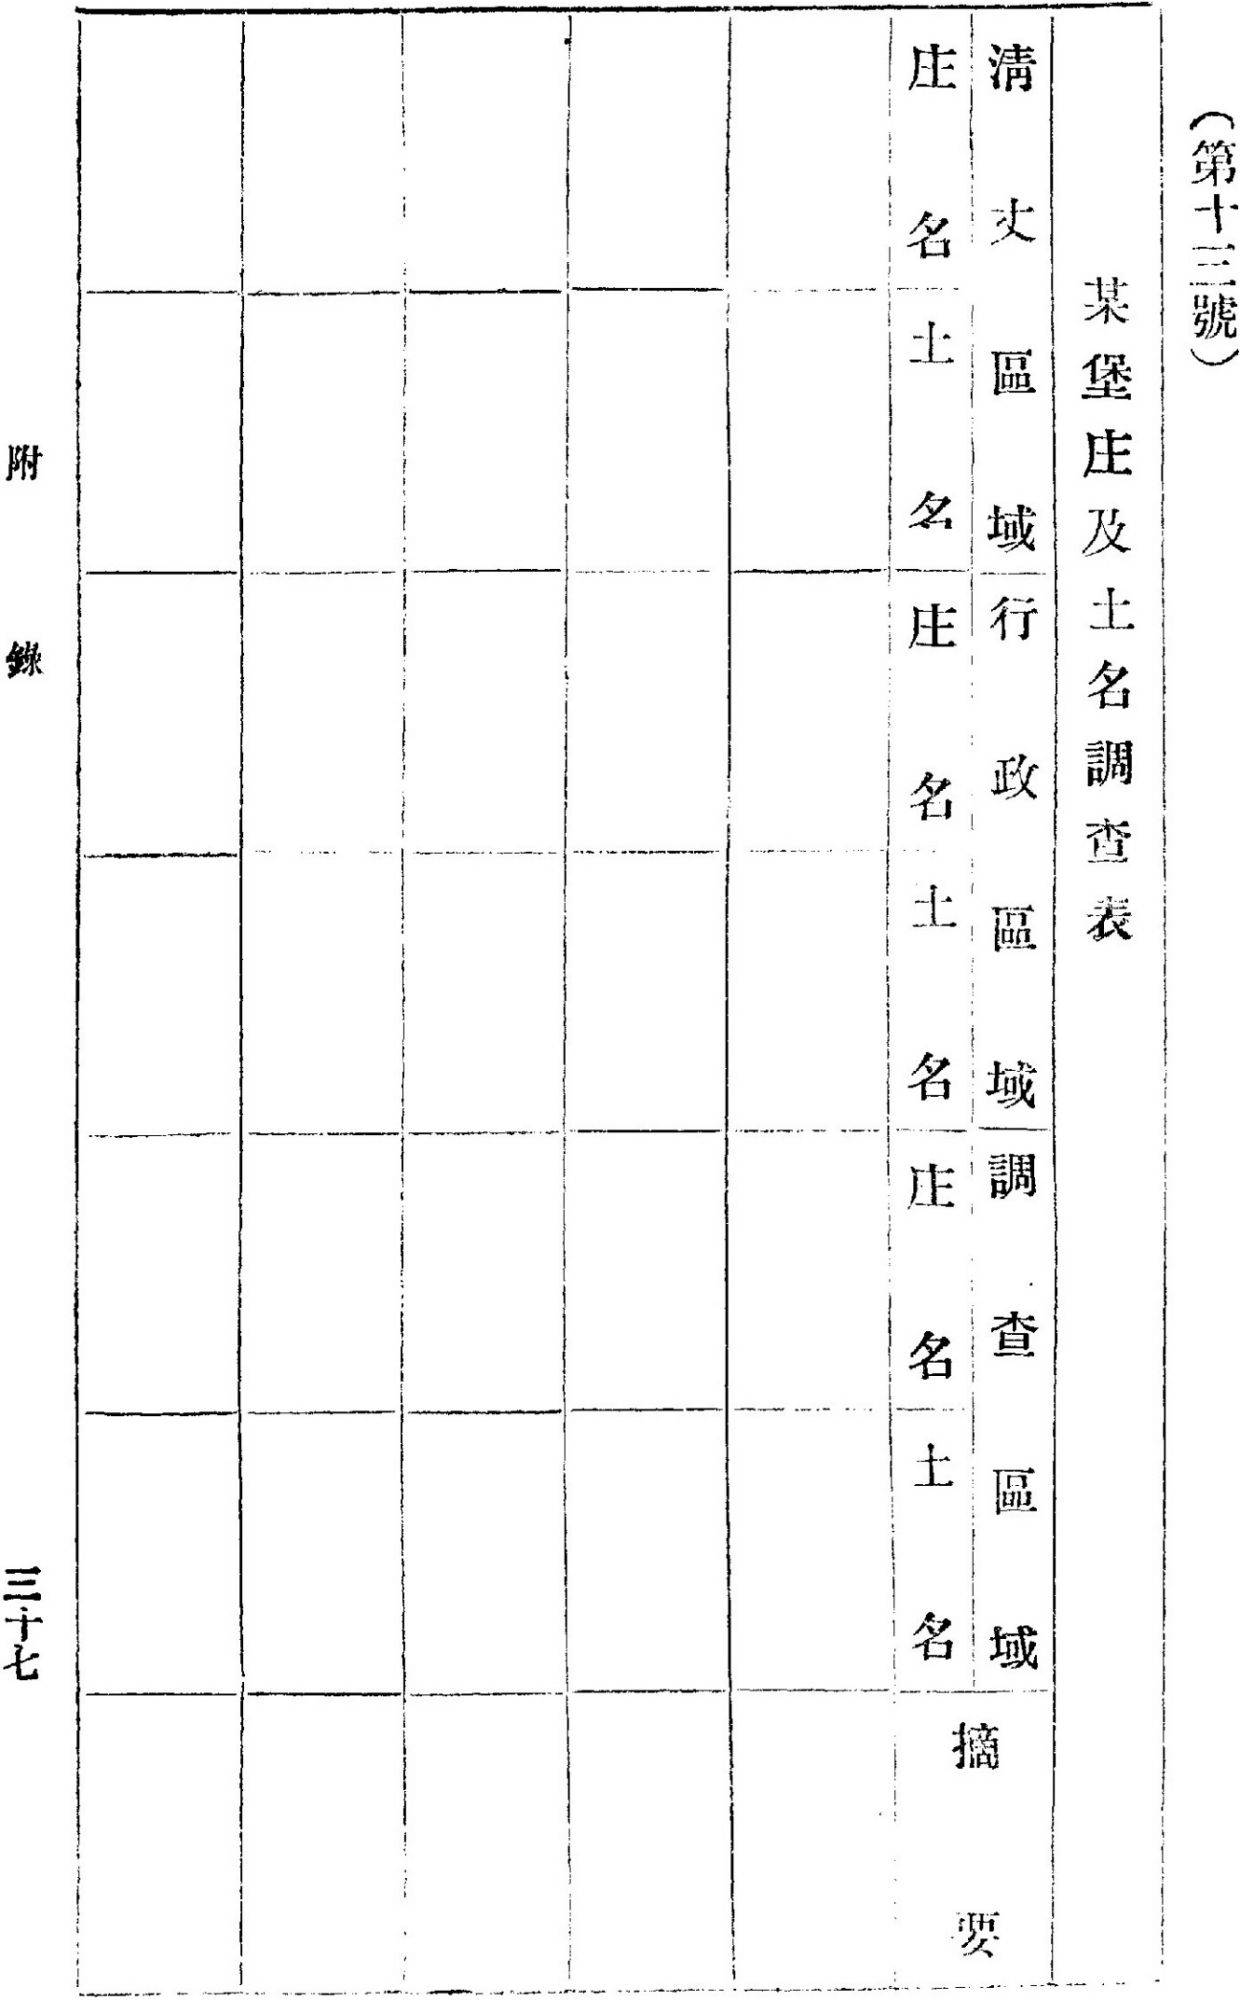 （第十三號）
某堡庄及土名調查表
清丈區域
行政區域
調查區域
摘要
庄名
土名
庄名
土名
庄名
土名
附錄
三十七